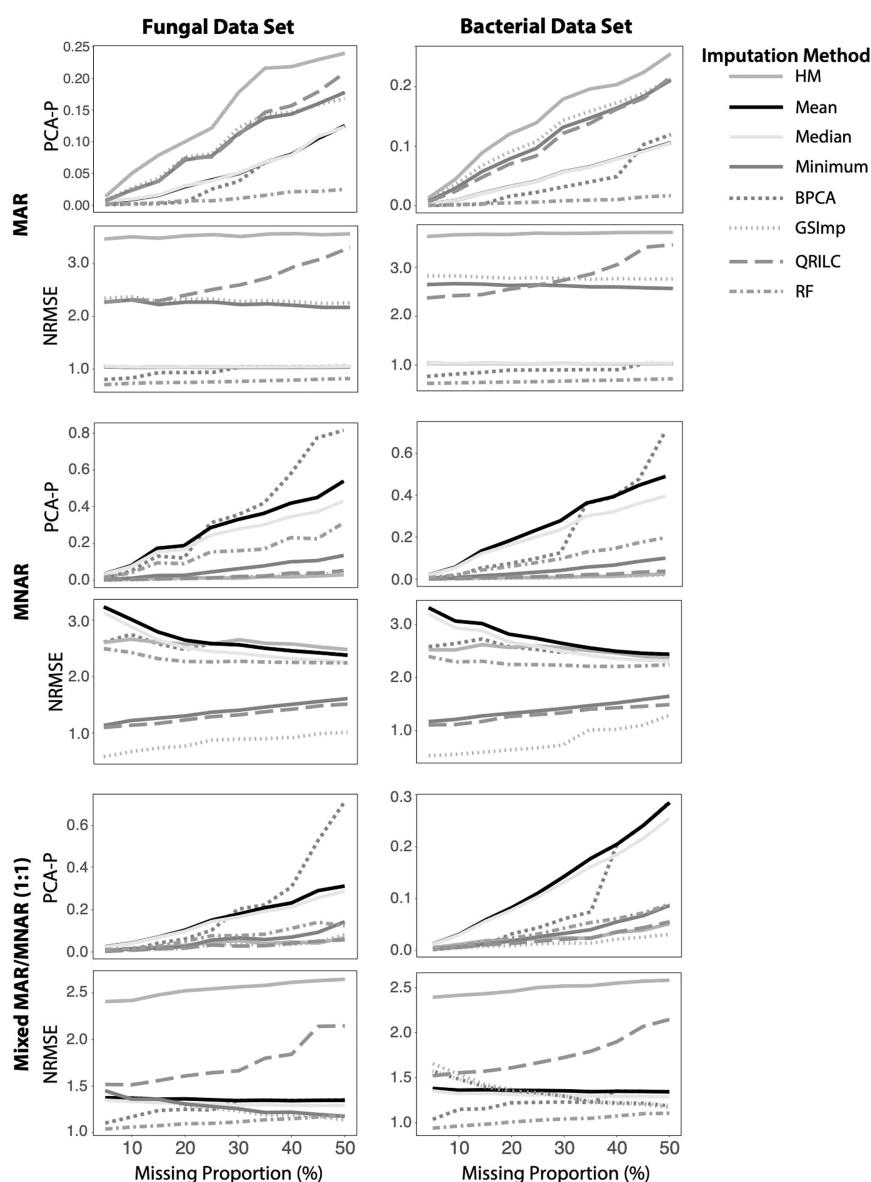 Fungal Data Set
Bacterial Data Set
Imputation Method
HM
Mean
Median
Minimum
BPCA
GSImp
QRILC
RF
MAR
PCA-P
0.25
0.20
0.15
0.10
0.05
0.00
0.2
0.1
0.0
NRMSE
3.0
2.0
1.0
3.0
2.0
1.0
MNAR
PCA-P
0.8
0.6
0.4
0.2
0.0
0.6
0.4
0.2
0.0
NRMSE
3.0
2.0
1.0
3.0
2.0
1.0
Mixed MAR/MNAR (1:1)
PCA-P
0.6
0.4
0.2
0.0
0.3
0.2
0.1
0.0
NRMSE
2.5
2.0
1.5
1.0
2.5
2.0
1.5
1.0
10 20 30 40 50
10 20 30 40 50
Missing Proportion (%)
Missing Proportion (%)